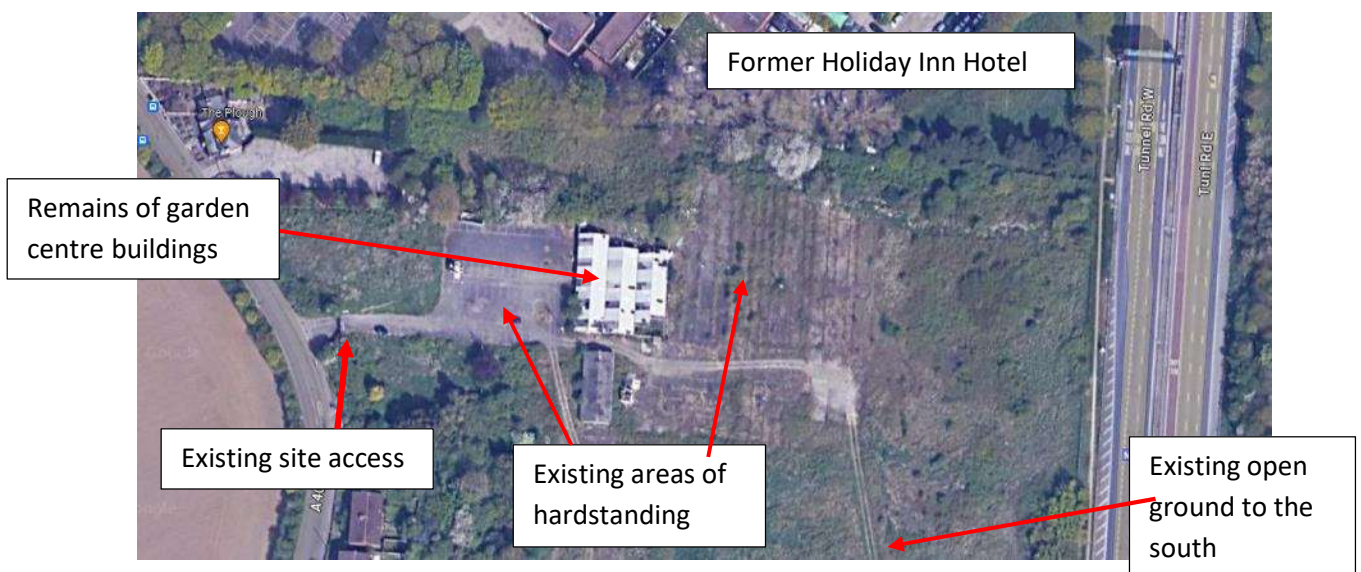 Former Holiday Inn Hotel
The Plough
Tunnel Rd W
Tunl Rd E
Remains of garden
centre buildings
Existing site access
Existing areas of
hardstanding
Existing open
ground to the
south